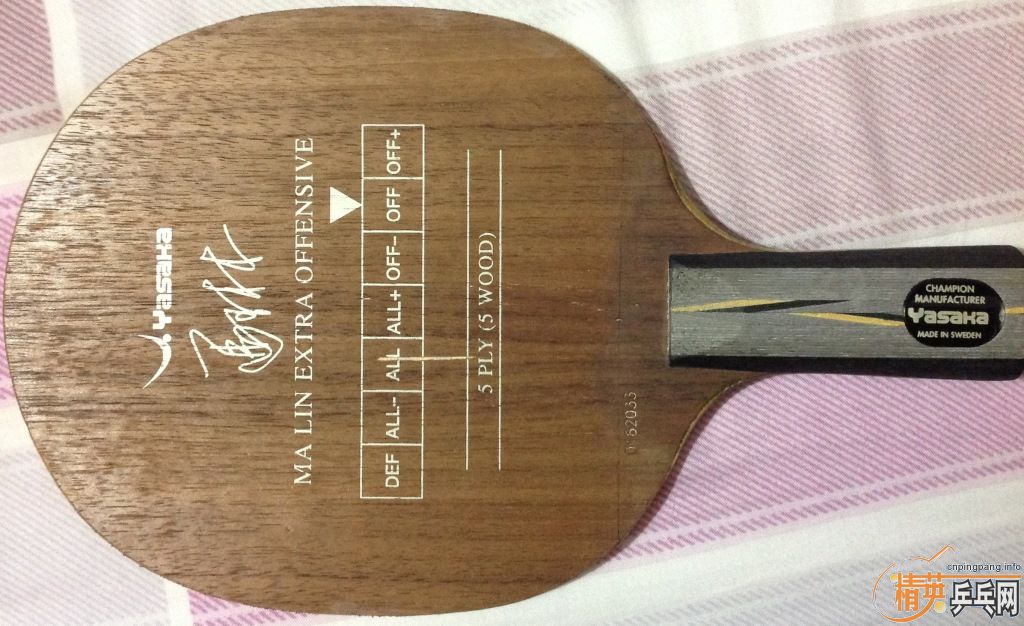 Yasaka
MA LIN EXTRA OFFENSIVE
DEF ALL- ALL ALL+ OFF- OFF OFF+
5 PLY (5 WOOD)
62033
CHAMPION
MANUFACTURER
Yasaka
MADE IN SWEDEN
cnpingpang.info
精英乒乓网